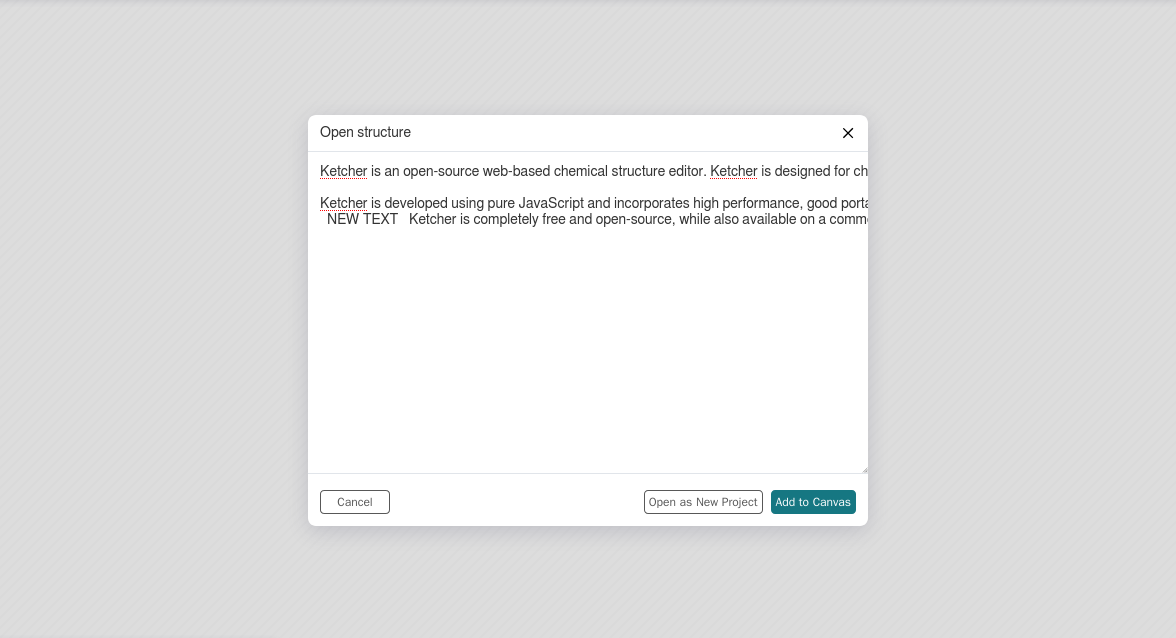 Open structure
Ketcher is an open-source web-based chemical structure editor. Ketcher is designed for ch
Ketcher is developed using pure JavaScript and incorporates high performance, good porta
NEW TEXT Ketcher is completely free and open-source, while also available on a comme
Cancel
Open as New Project
Add to Canvas